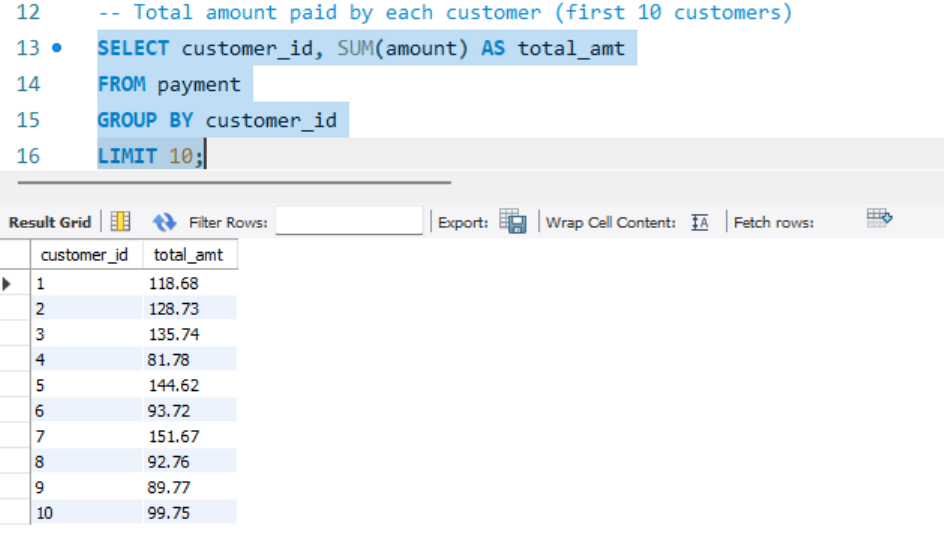 12 -- Total amount paid by each customer (first 10 customers)
13 SELECT customer_id, SUM(amount) AS total_amt
14 FROM payment
15 GROUP BY customer_id
16 LIMIT 10;
Result Grid Filter Rows: Export: Wrap Cell Content: Fetch rows:
customer_id total_amt
1 118.68
2 128.73
3 135.74
4 81.78
5 144.62
6 93.72
7 151.67
8 92.76
9 89.77
10 99.75